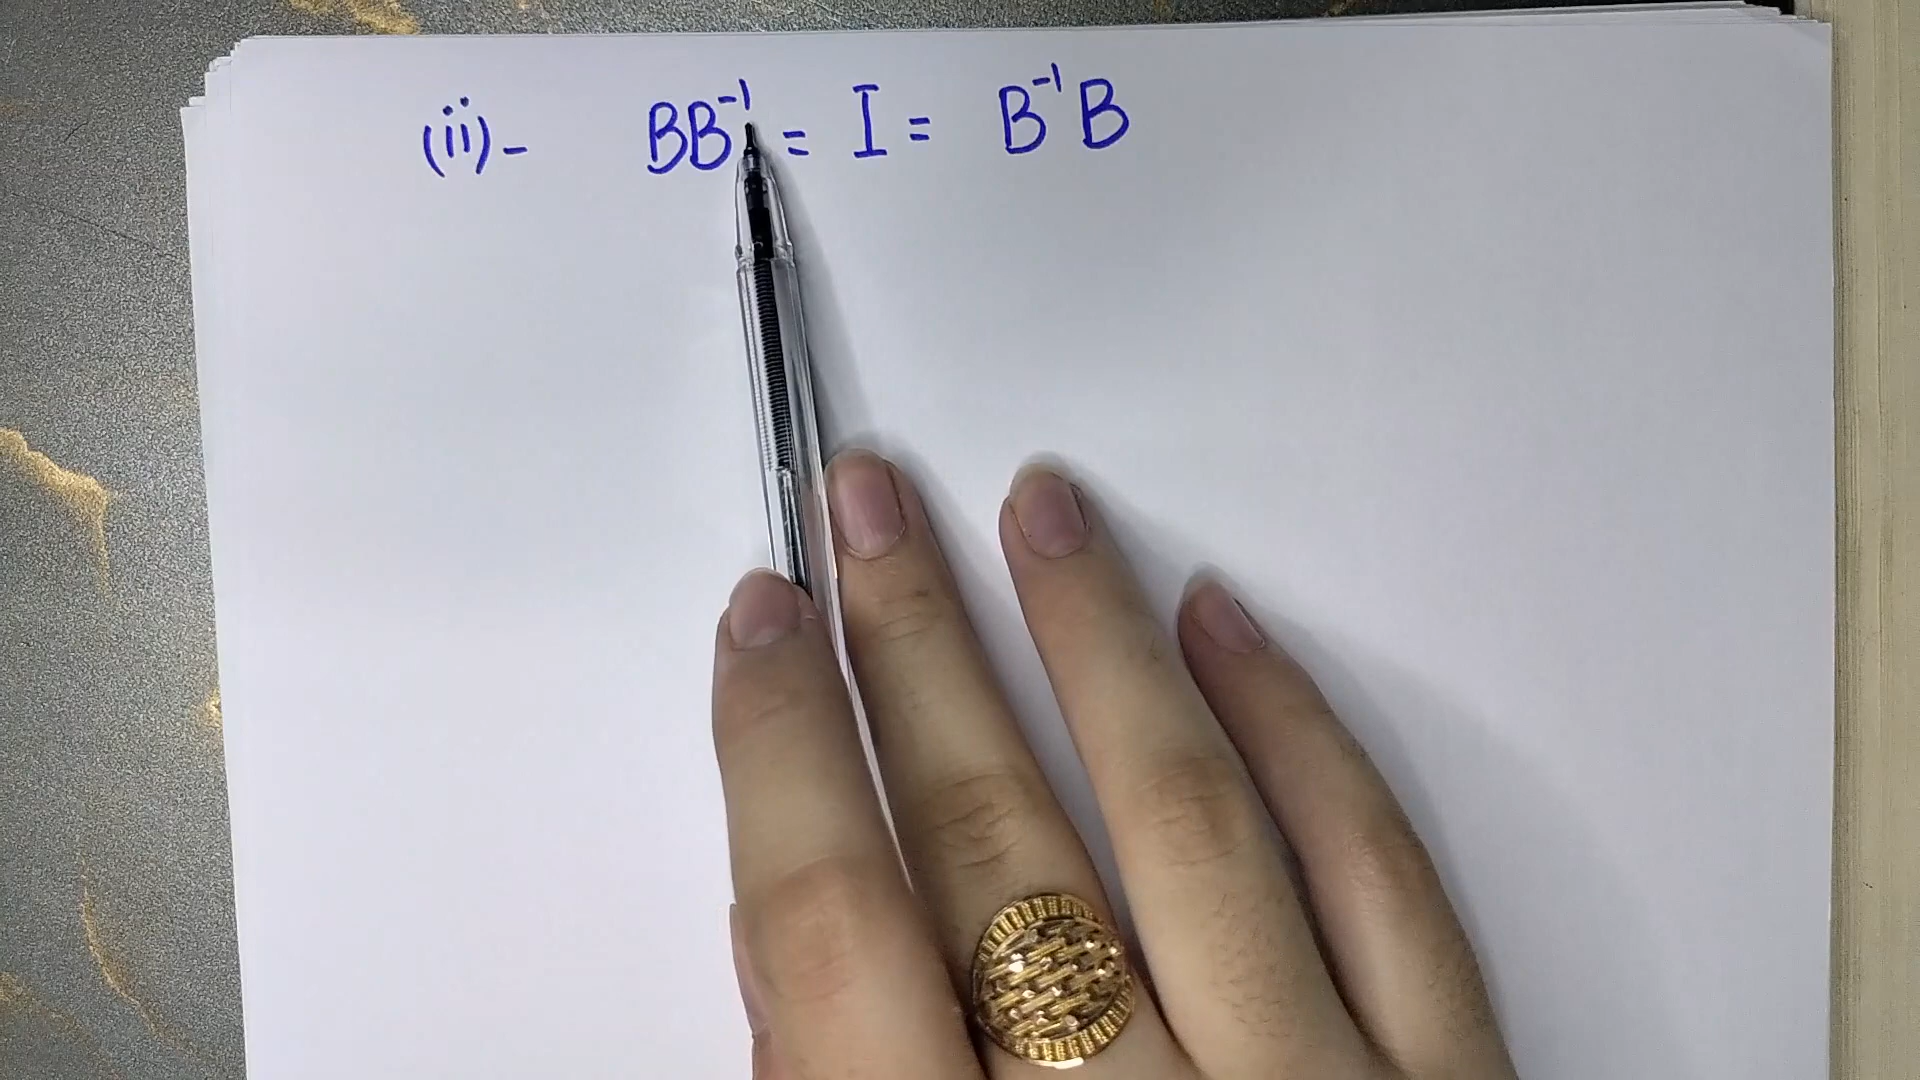 (ii)- BB⁻¹ = I = B⁻¹B